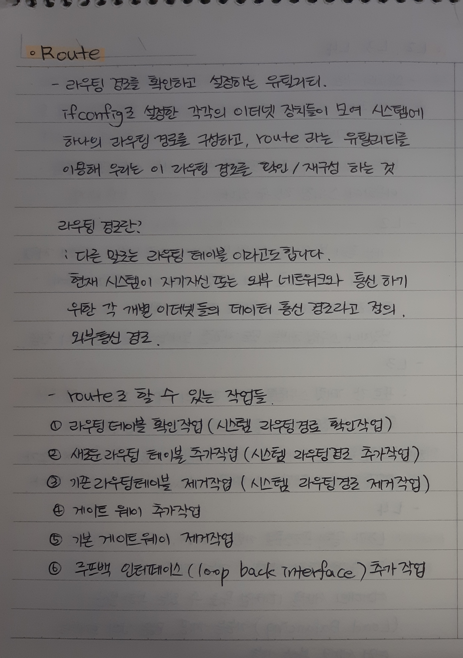 ◦ Route
- 라우팅 경로를 확인하고 설정하는 유틸리티.
ifconfig로 설정한 각각의 이더넷 장치들이 모여 시스템에
하나의 라우팅 경로를 구성하고, route 라는 유틸리티를
이용해 우리는 이 라우팅 경로를 확인 / 재구성 하는 것
라우팅 경로란?
: 다른 말로는 라우팅 테이블 이라고도 합니다.
현재 시스템이 자기자신 또는 외부 네트워크와 통신 하기
위한 각 개별 이더넷들의 데이터 통신 경로라고 정의.
외부통신 경로.
- route로 할 수 있는 작업들.
① 라우팅 테이블 확인작업 (시스템 라우팅경로 확인작업)
② 새로운 라우팅 테이블 추가작업 (시스템 라우팅경로 추가작업)
③ 기존 라우팅테이블 제거작업 (시스템 라우팅경로 제거작업)
④ 게이트 웨이 추가작업
⑤ 기본 게이트웨이 제거작업
⑥ 루프백 인터페이스 (loop back interface) 추가작업